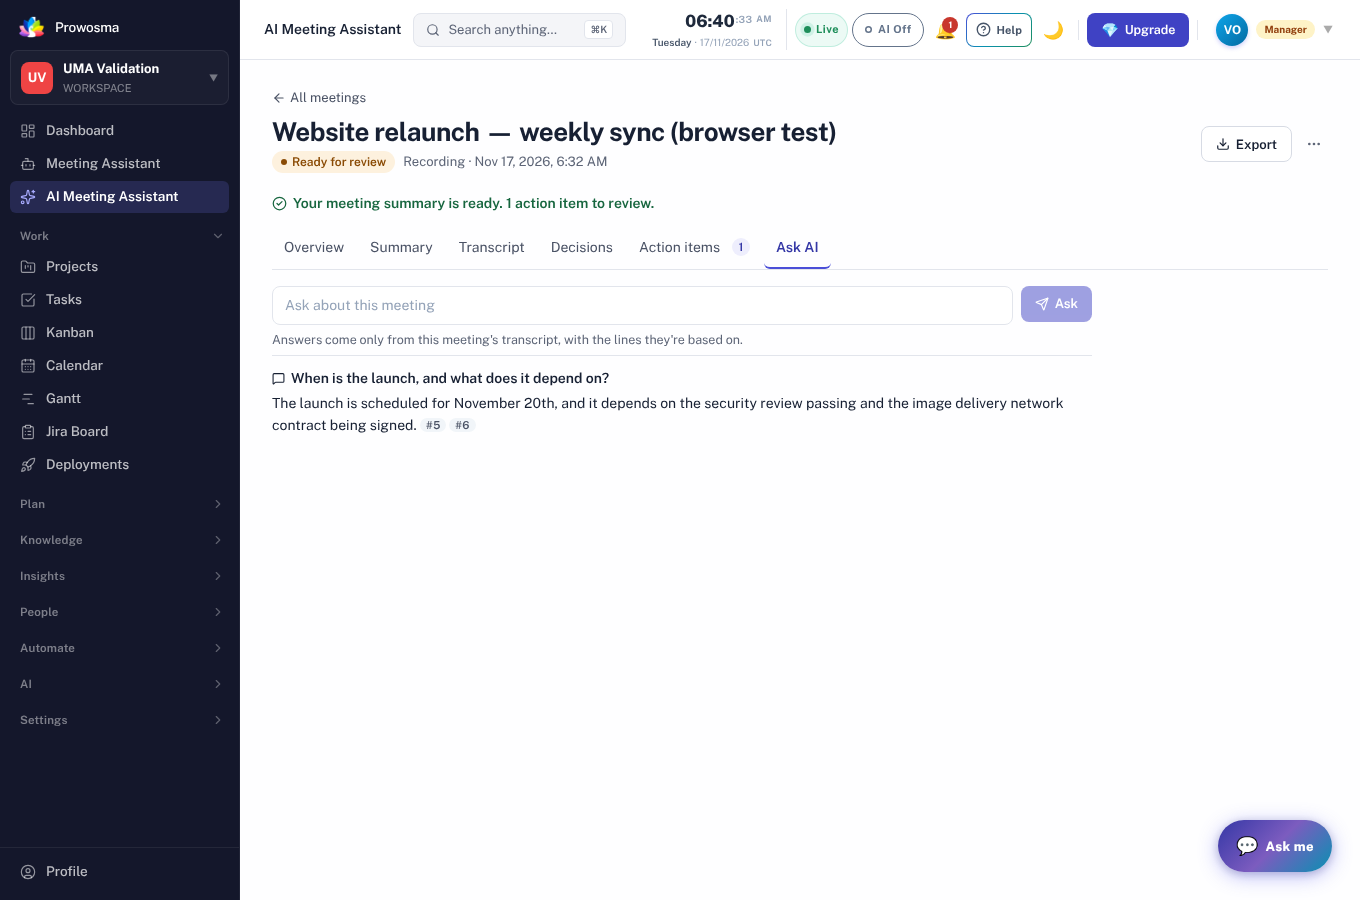 Prowosma
UV
UMA Validation
WORKSPACE
Dashboard
Meeting Assistant
AI Meeting Assistant
Work
Projects
Tasks
Kanban
Calendar
Gantt
Jira Board
Deployments
Plan
Knowledge
Insights
People
Automate
AI
Settings
Profile
AI Meeting Assistant
Search anything...
⌘K
06:40:33 AM
Tuesday · 17/11/2026 UTC
Live
AI Off
1
Help
Upgrade
VO
Manager
All meetings
Website relaunch — weekly sync (browser test)
Ready for review
Recording · Nov 17, 2026, 6:32 AM
Export
Your meeting summary is ready. 1 action item to review.
Overview
Summary
Transcript
Decisions
Action items 1
Ask AI
Ask about this meeting
Ask
Answers come only from this meeting's transcript, with the lines they're based on.
When is the launch, and what does it depend on?
The launch is scheduled for November 20th, and it depends on the security review passing and the image delivery network
contract being signed. #5 #6
Ask me